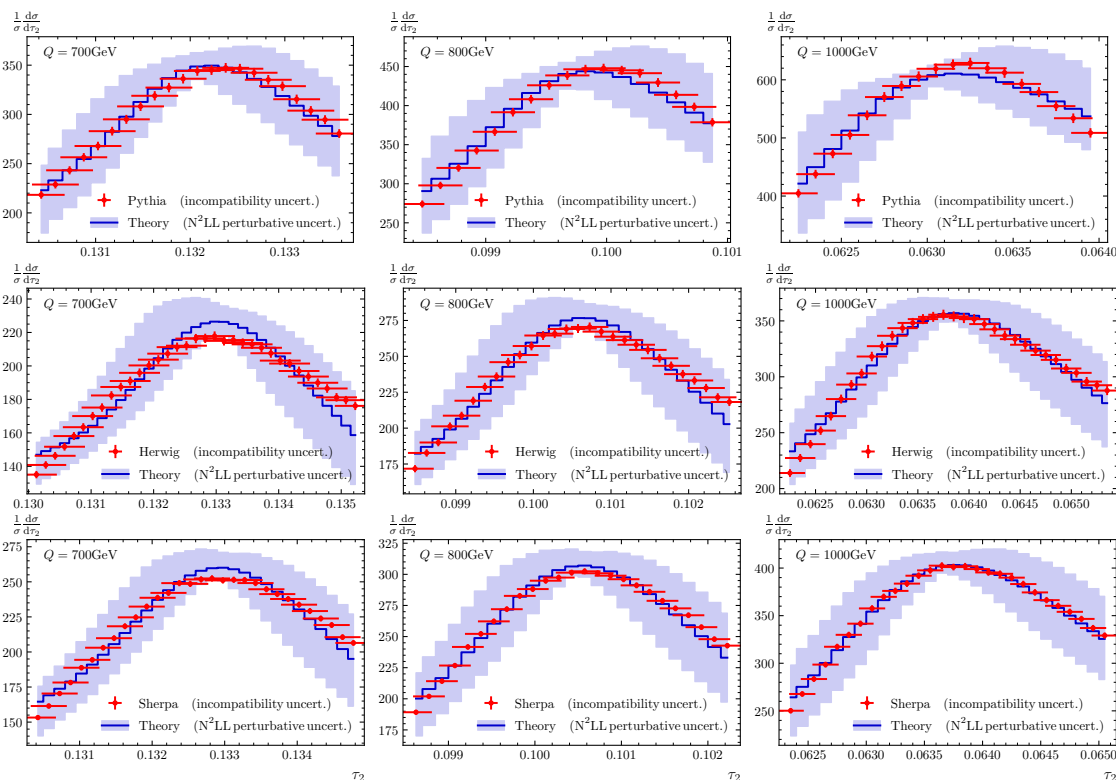 1/σ dσ/dτ₂ 1/σ dσ/dτ₂ 1/σ dσ/dτ₂
Q = 700GeV
350
300
250
200
Pythia (incompatibility uncert.)
Theory (N²LL perturbative uncert.)
0.131 0.132 0.133
Q = 800GeV
450
400
350
300
250
Pythia (incompatibility uncert.)
Theory (N²LL perturbative uncert.)
0.099 0.100 0.101
Q = 1000GeV
600
500
400
Pythia (incompatibility uncert.)
Theory (N²LL perturbative uncert.)
0.0625 0.0630 0.0635 0.0640
1/σ dσ/dτ₂ 1/σ dσ/dτ₂ 1/σ dσ/dτ₂
Q = 700GeV
240
220
200
180
160
140
Herwig (incompatibility uncert.)
Theory (N²LL perturbative uncert.)
0.130 0.131 0.132 0.133 0.134 0.135
Q = 800GeV
275
250
225
200
175
Herwig (incompatibility uncert.)
Theory (N²LL perturbative uncert.)
0.099 0.100 0.101 0.102
Q = 1000GeV
350
300
250
200
Herwig (incompatibility uncert.)
Theory (N²LL perturbative uncert.)
0.0625 0.0630 0.0635 0.0640 0.0645 0.0650
1/σ dσ/dτ₂ 1/σ dσ/dτ₂ 1/σ dσ/dτ₂
Q = 700GeV
275
250
225
200
175
150
Sherpa (incompatibility uncert.)
Theory (N²LL perturbative uncert.)
0.131 0.132 0.133 0.134
τ₂
Q = 800GeV
325
300
275
250
225
200
175
Sherpa (incompatibility uncert.)
Theory (N²LL perturbative uncert.)
0.099 0.100 0.101 0.102
τ₂
Q = 1000GeV
400
350
300
250
Sherpa (incompatibility uncert.)
Theory (N²LL perturbative uncert.)
0.0625 0.0630 0.0635 0.0640 0.0645 0.0650
τ₂